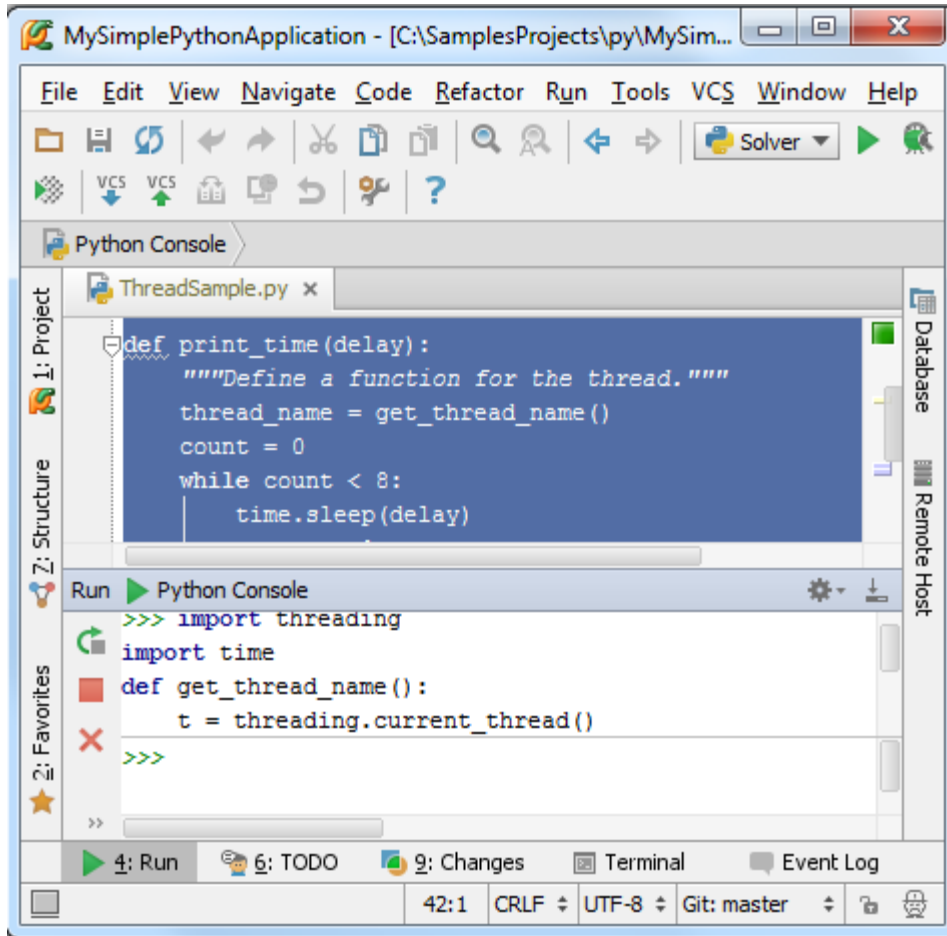 MySimplePythonApplication - [C:\SamplesProjects\py\MySim...
File Edit View Navigate Code Refactor Run Tools VCS Window Help
Solver
VCS VCS ?
Python Console
ThreadSample.py
1: Project
7: Structure
2: Favorites
def print_time(delay):
"""Define a function for the thread."""
thread_name = get_thread_name()
count = 0
while count < 8:
time.sleep(delay)
Database
Remote Host
Run Python Console
>>> import threading
import time
def get_thread_name():
t = threading.current_thread()
>>>
4: Run 6: TODO 9: Changes Terminal Event Log
42:1 CRLF UTF-8 Git: master